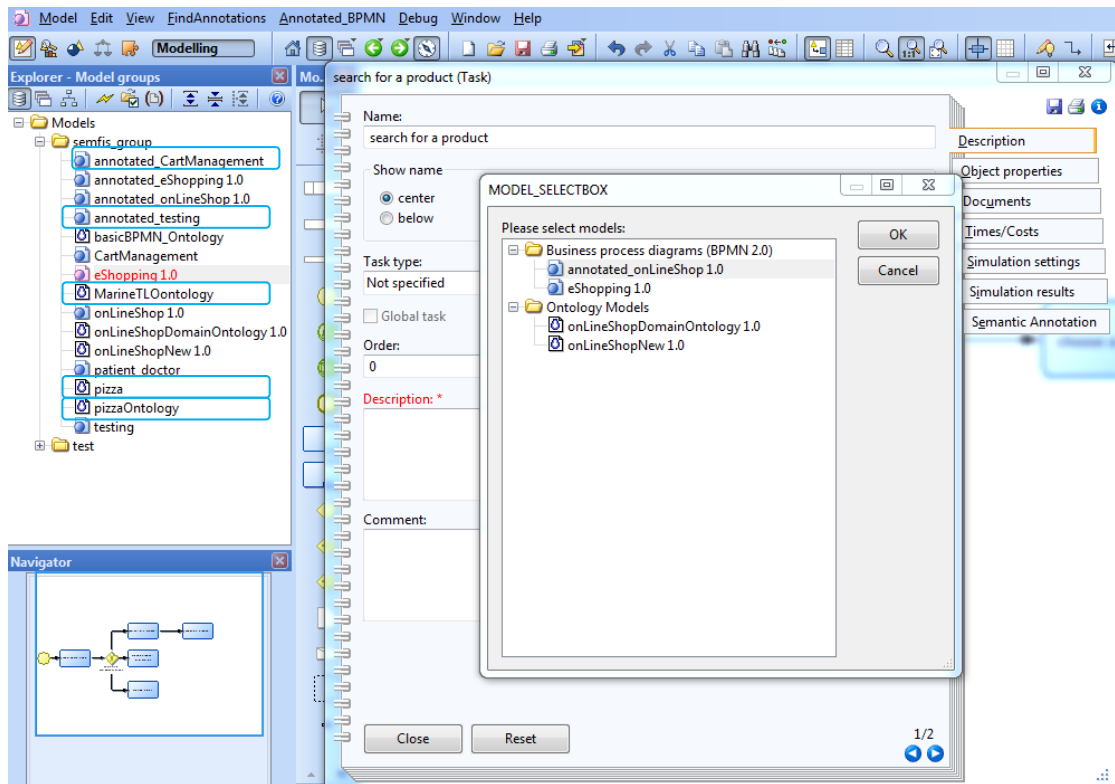 Model Edit View FindAnnotations Annotated_BPMN Debug Window Help
Modelling
Explorer - Model groups
Models
semfis_group
annotated_CartManagement
annotated_eShopping 1.0
annotated_onLineShop 1.0
annotated_testing
basicBPMN_Ontology
CartManagement
eShopping 1.0
MarineTLOontology
onLineShop 1.0
onLineShopDomainOntology 1.0
onLineShopNew 1.0
patient_doctor
pizza
pizzaOntology
testing
test
Navigator
Mo.
search for a product (Task)
Name:
search for a product
Show name
center
below
Task type:
Not specified
Global task
Order:
0
Description: *
Comment:
Close
Reset
1/2
Description
Object properties
Documents
Times/Costs
Simulation settings
Simulation results
Semantic Annotation
MODEL_SELECTBOX
Please select models:
Business process diagrams (BPMN 2.0)
annotated_onLineShop 1.0
eShopping 1.0
Ontology Models
onLineShopDomainOntology 1.0
onLineShopNew 1.0
OK
Cancel